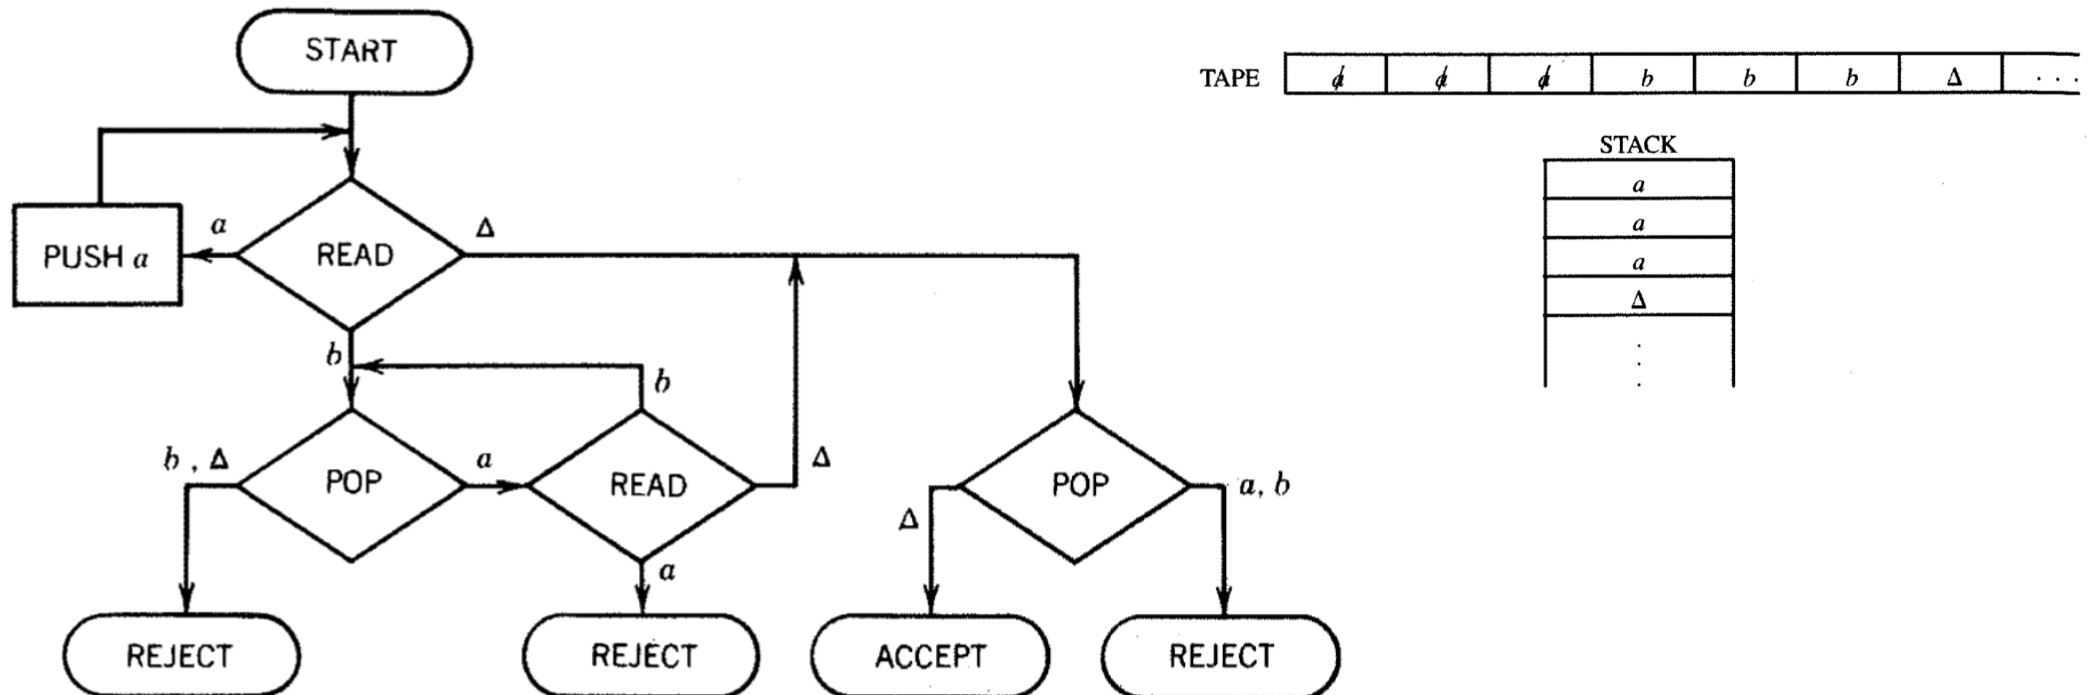 START
TAPE a a a b b b Δ . . .
STACK
a
a
a
Δ
a
Δ
PUSH a
READ
b
b
b , Δ
POP
a
READ
Δ
POP
a, b
Δ
a
REJECT
REJECT
ACCEPT
REJECT